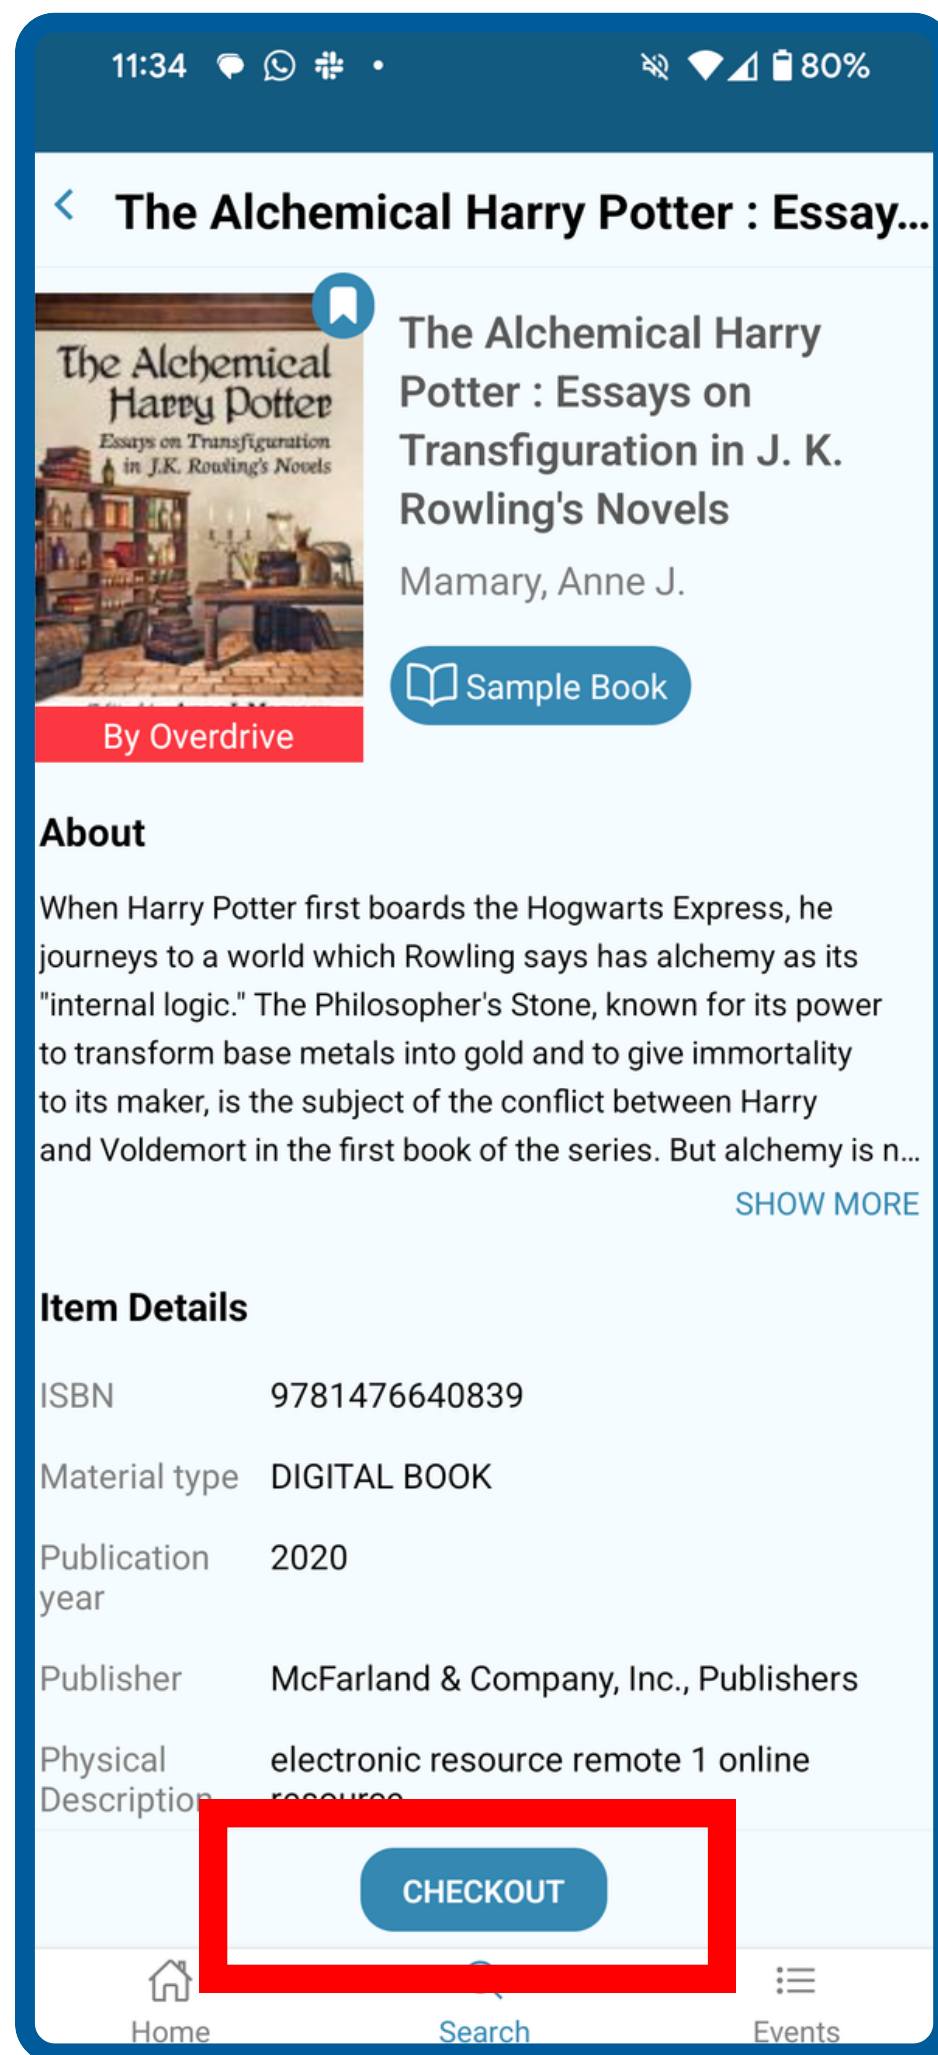 11:34
80%
The Alchemical Harry Potter : Essay...
The Alchemical
Harry Potter
Essays on Transfiguration
in J.K. Rowling's Novels
By Overdrive
The Alchemical Harry
Potter : Essays on
Transfiguration in J. K.
Rowling's Novels
Mamary, Anne J.
Sample Book
About
When Harry Potter first boards the Hogwarts Express, he
journeys to a world which Rowling says has alchemy as its
"internal logic." The Philosopher's Stone, known for its power
to transform base metals into gold and to give immortality
to its maker, is the subject of the conflict between Harry
and Voldemort in the first book of the series. But alchemy is n...
SHOW MORE
Item Details
ISBN 9781476640839
Material type DIGITAL BOOK
Publication 2020
year
Publisher McFarland & Company, Inc., Publishers
Physical electronic resource remote 1 online
Description resource
CHECKOUT
Home Search Events